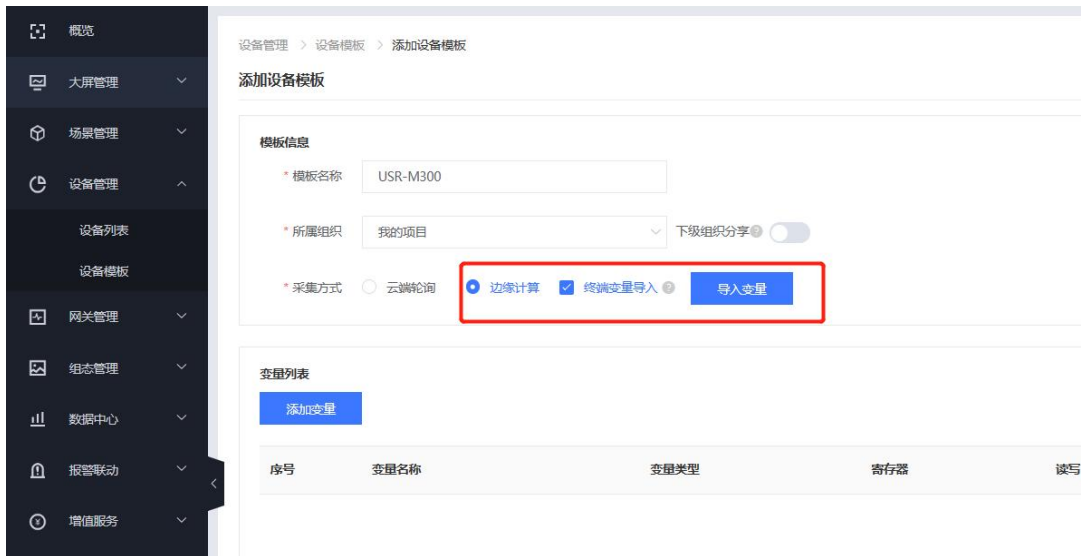 概览
大屏管理
场景管理
设备管理
设备列表
设备模板
网关管理
组态管理
数据中心
报警联动
增值服务
设备管理 > 设备模板 > 添加设备模板
添加设备模板
模板信息
* 模板名称 USR-M300
* 所属组织 我的项目 下级组织分享 ?
* 采集方式 云端轮询 边缘计算 终端变量导入 ? 导入变量
变量列表
添加变量
序号 变量名称 变量类型 寄存器 读写